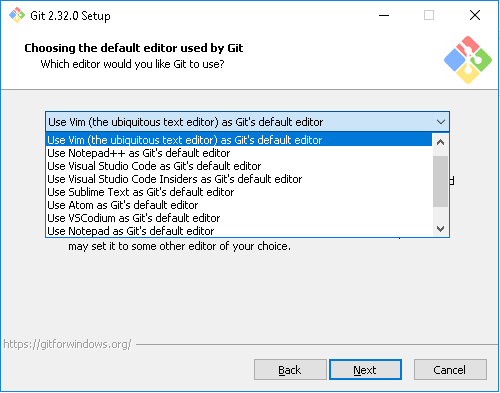 Git 2.32.0 Setup
Choosing the default editor used by Git
Which editor would you like Git to use?
Use Vim (the ubiquitous text editor) as Git's default editor
Use Vim (the ubiquitous text editor) as Git's default editor
Use Notepad++ as Git's default editor
Use Visual Studio Code as Git's default editor
Use Visual Studio Code Insiders as Git's default editor
Use Sublime Text as Git's default editor
Use Atom as Git's default editor
Use VSCodium as Git's default editor
Use Notepad as Git's default editor
may set it to some other editor of your choice.
https://gitforwindows.org/
Back
Next
Cancel